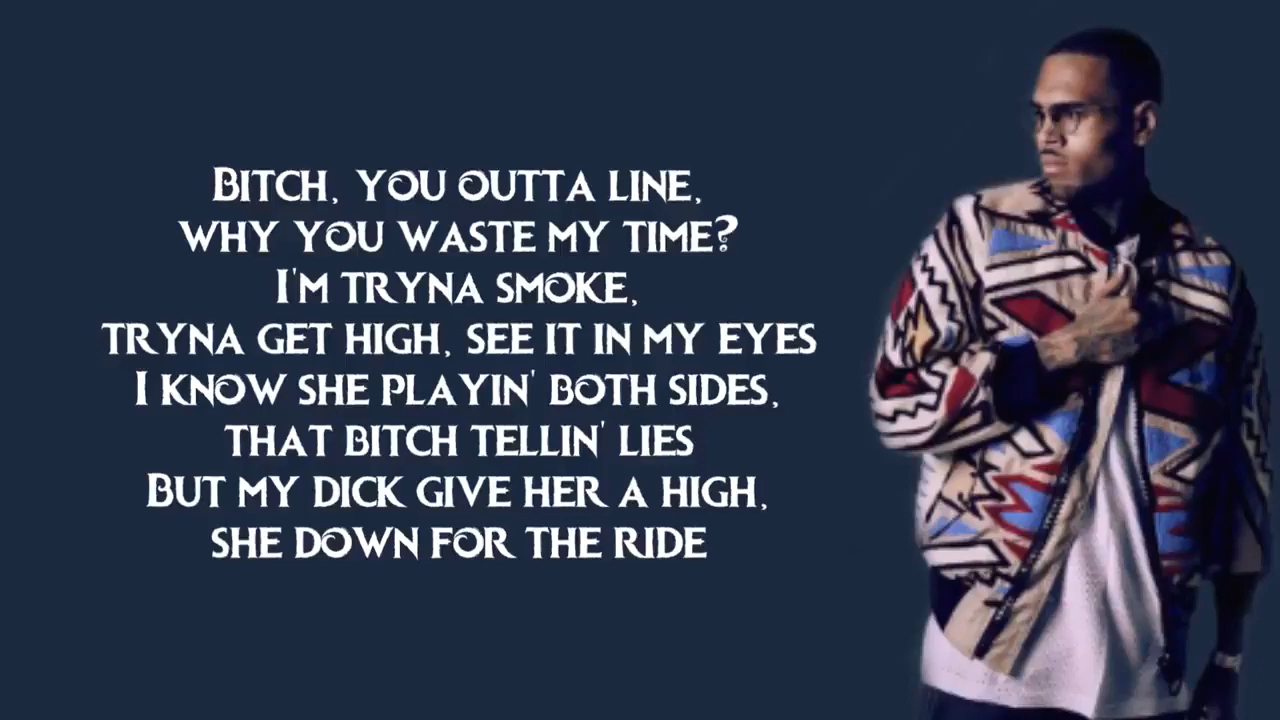 Bitch, you outta line,
why you waste my time?
I'm tryna smoke,
tryna get high, see it in my eyes
I know she playin' both sides,
that bitch tellin' lies
But my dick give her a high,
she down for the ride